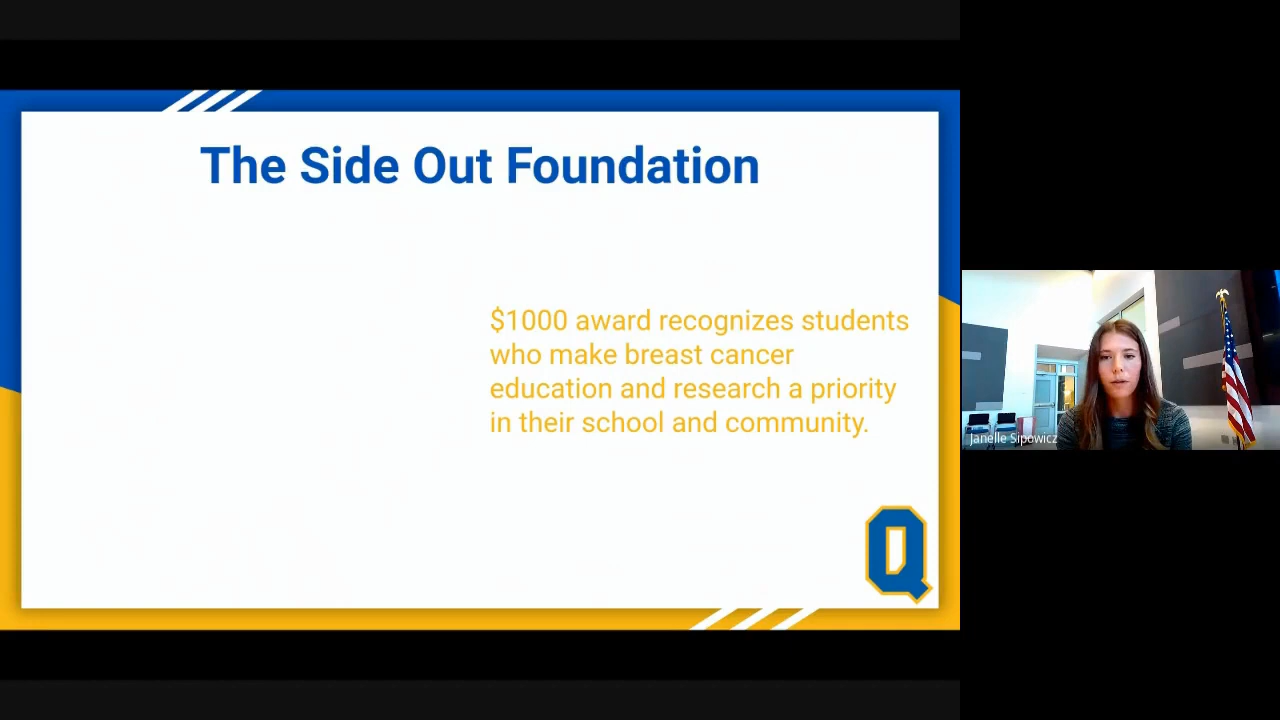 The Side Out Foundation
$1000 award recognizes students
who make breast cancer
education and research a priority
in their school and community.
Q
Janelle Sipowicz